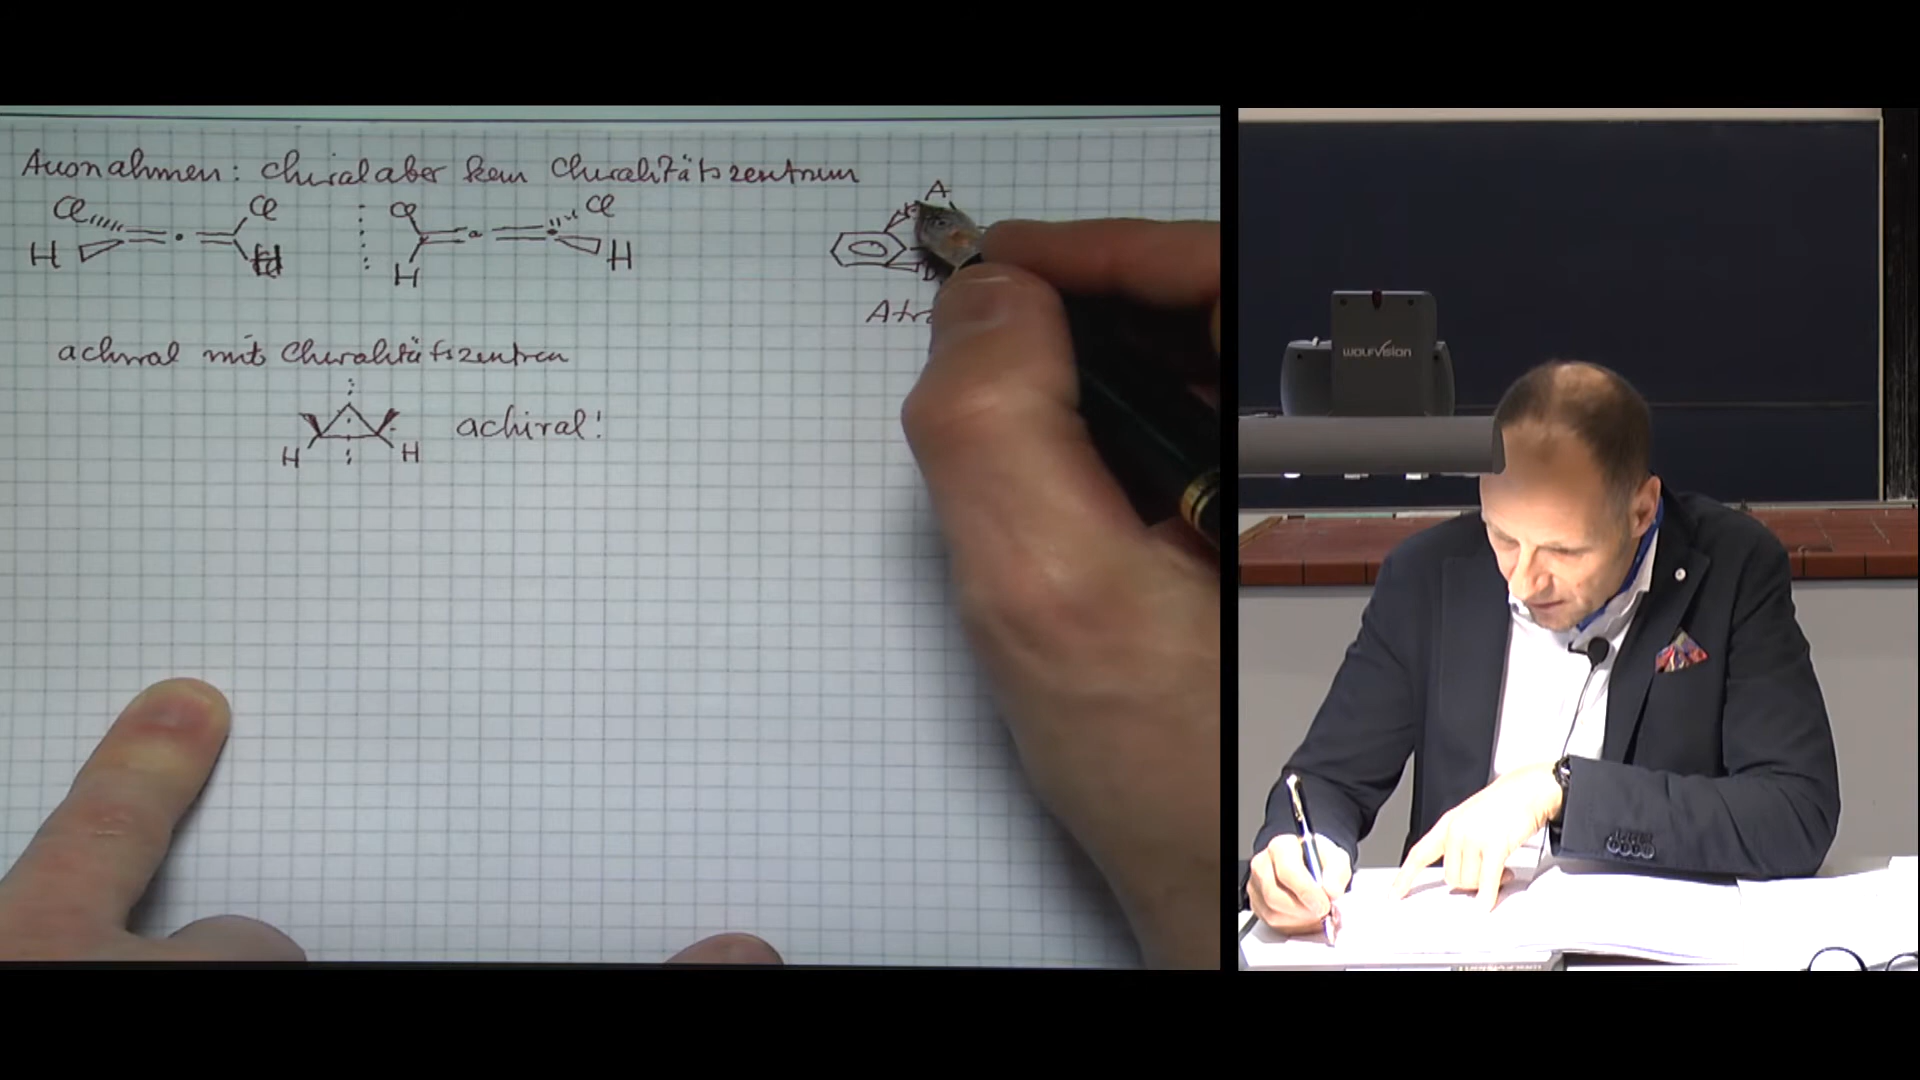 Ausnahmen: chiral aber kein Chiralitätszentrum
Cl Cl Cl Cl A
H H H H
Atr
achiral mit Chiralitätszentren
achiral!
H H
WOLFVISION